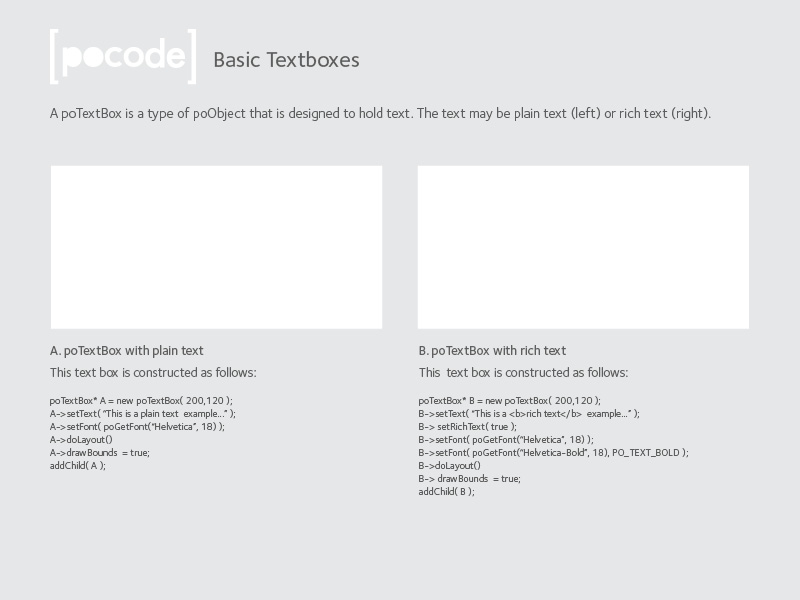 [pocode] Basic Textboxes
A poTextBox is a type of poObject that is designed to hold text. The text may be plain text (left) or rich text (right).
A. poTextBox with plain text
This text box is constructed as follows:
poTextBox* A = new poTextBox( 200,120 );
A->setText( “This is a plain text  example...” );
A->setFont( poGetFont(“Helvetica”, 18) );
A->doLayout()
A->drawBounds  = true;
addChild( A );
B. poTextBox with rich text
This  text box is constructed as follows:
poTextBox* B = new poTextBox( 200,120 );
B->setText( “This is a <b>rich text</b>  example...” );
B-> setRichText( true );
B->setFont( poGetFont(“Helvetica”, 18) );
B->setFont( poGetFont(“Helvetica-Bold”, 18), PO_TEXT_BOLD );
B->doLayout()
B-> drawBounds  = true;
addChild( B );